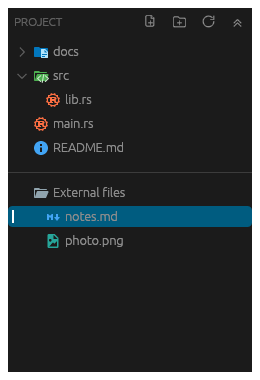 PROJECT
docs
src
lib.rs
main.rs
README.md
External files
notes.md
photo.png